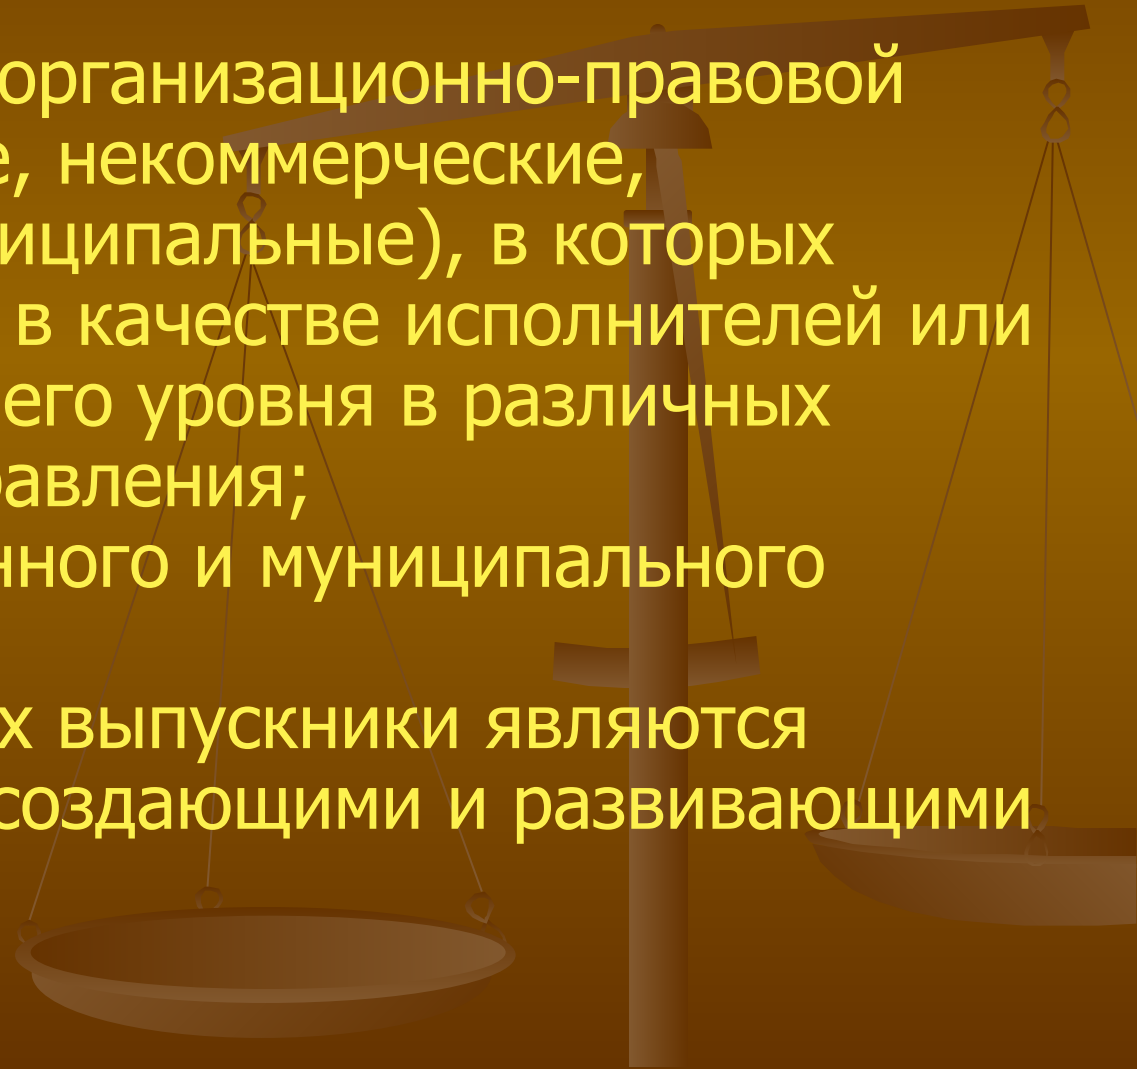 организационно-правовой
е, некоммерческие,
иципальные), в которых
в качестве исполнителей или
его уровня в различных
равления;
нного и муниципального
х выпускники являются
создающими и развивающими